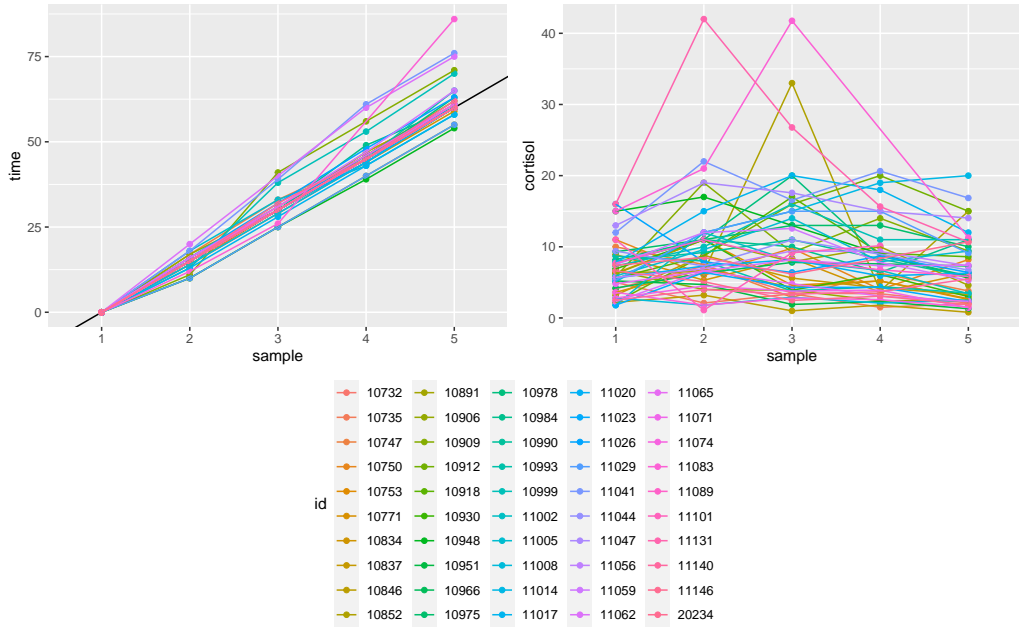 75
50
25
0
time
1 2 3 4 5
sample
40
30
20
10
0
cortisol
1 2 3 4 5
sample
id
10732 10891 10978 11020 11065
10735 10906 10984 11023 11071
10747 10909 10990 11026 11074
10750 10912 10993 11029 11083
10753 10918 10999 11041 11089
10771 10930 11002 11044 11101
10834 10948 11005 11047 11131
10837 10951 11008 11056 11140
10846 10966 11014 11059 11146
10852 10975 11017 11062 20234